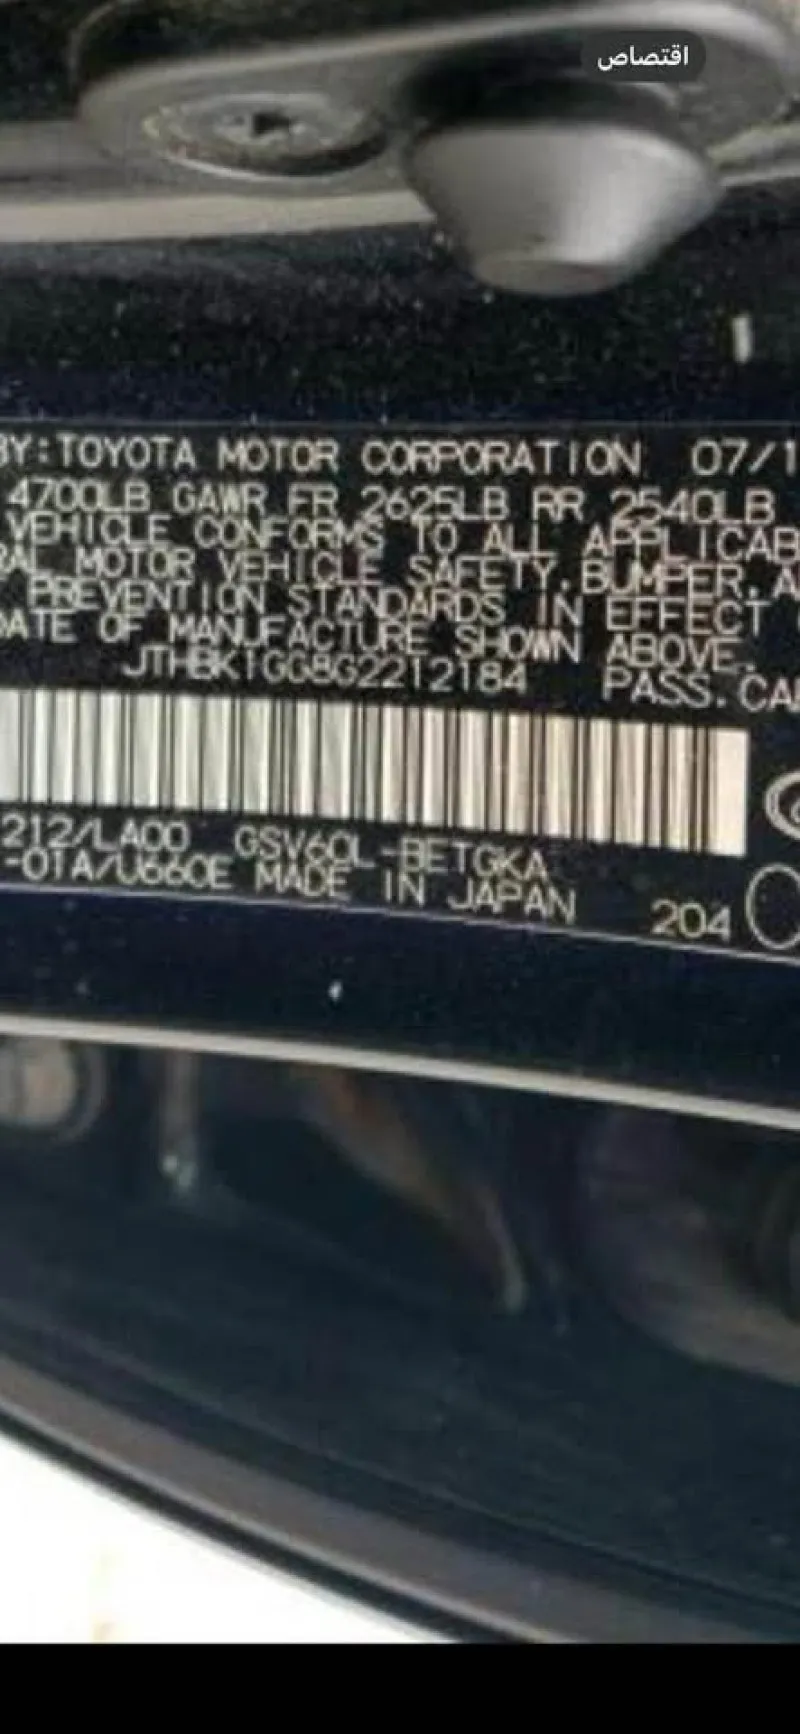 اقتصاص
BY:TOYOTA MOTOR CORPORATION 07/1
4700LB GAWR FR 2625LB RR 2540LB
VEHICLE CONFORMS TO ALL APPLICAB
RAL MOTOR VEHICLE SAFETY, BUMPER, A
PREVENTION STANDARDS IN EFFECT
DATE OF MANUFACTURE SHOWN ABOVE.
JTHBK1GG8G2212184 PASS. CAR
212/LA00 GSV60L-BETGKA
-01A/U660E MADE IN JAPAN 204